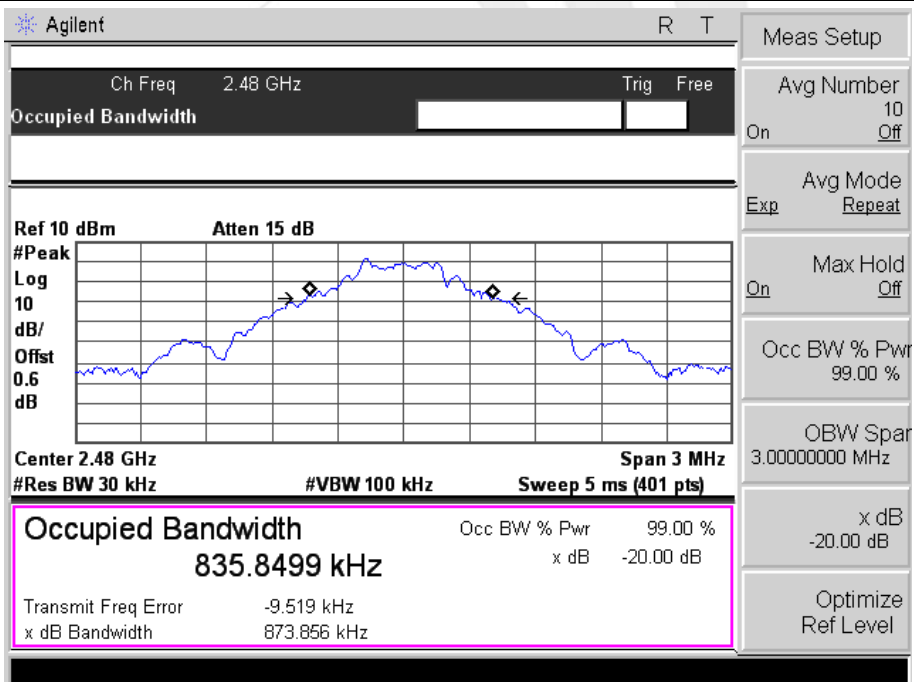 Agilent R T
Ch Freq 2.48 GHz Trig Free
Occupied Bandwidth
Ref 10 dBm Atten 15 dB
#Peak
Log
10
dB/
Offst
0.6
dB
Center 2.48 GHz Span 3 MHz
#Res BW 30 kHz #VBW 100 kHz Sweep 5 ms (401 pts)
Occupied Bandwidth Occ BW % Pwr 99.00 %
835.8499 kHz x dB -20.00 dB
Transmit Freq Error -9.519 kHz
x dB Bandwidth 873.856 kHz
Meas Setup
Avg Number
10
On Off
Avg Mode
Exp Repeat
Max Hold
On Off
Occ BW % Pwr
99.00 %
OBW Span
3.00000000 MHz
x dB
-20.00 dB
Optimize
Ref Level